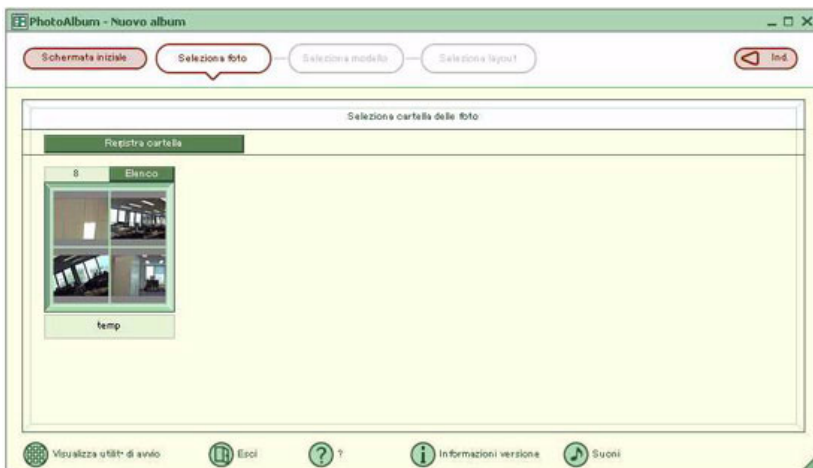 PhotoAlbum - Nuovo album
Schermata iniziale Seleziona foto Seleziona modello Seleziona layout Ind.
Seleziona cartella delle foto
Registra cartella
8 Elenco
temp
Visualizza utilit• di avvio Esci ? ? Informazioni versione Suoni